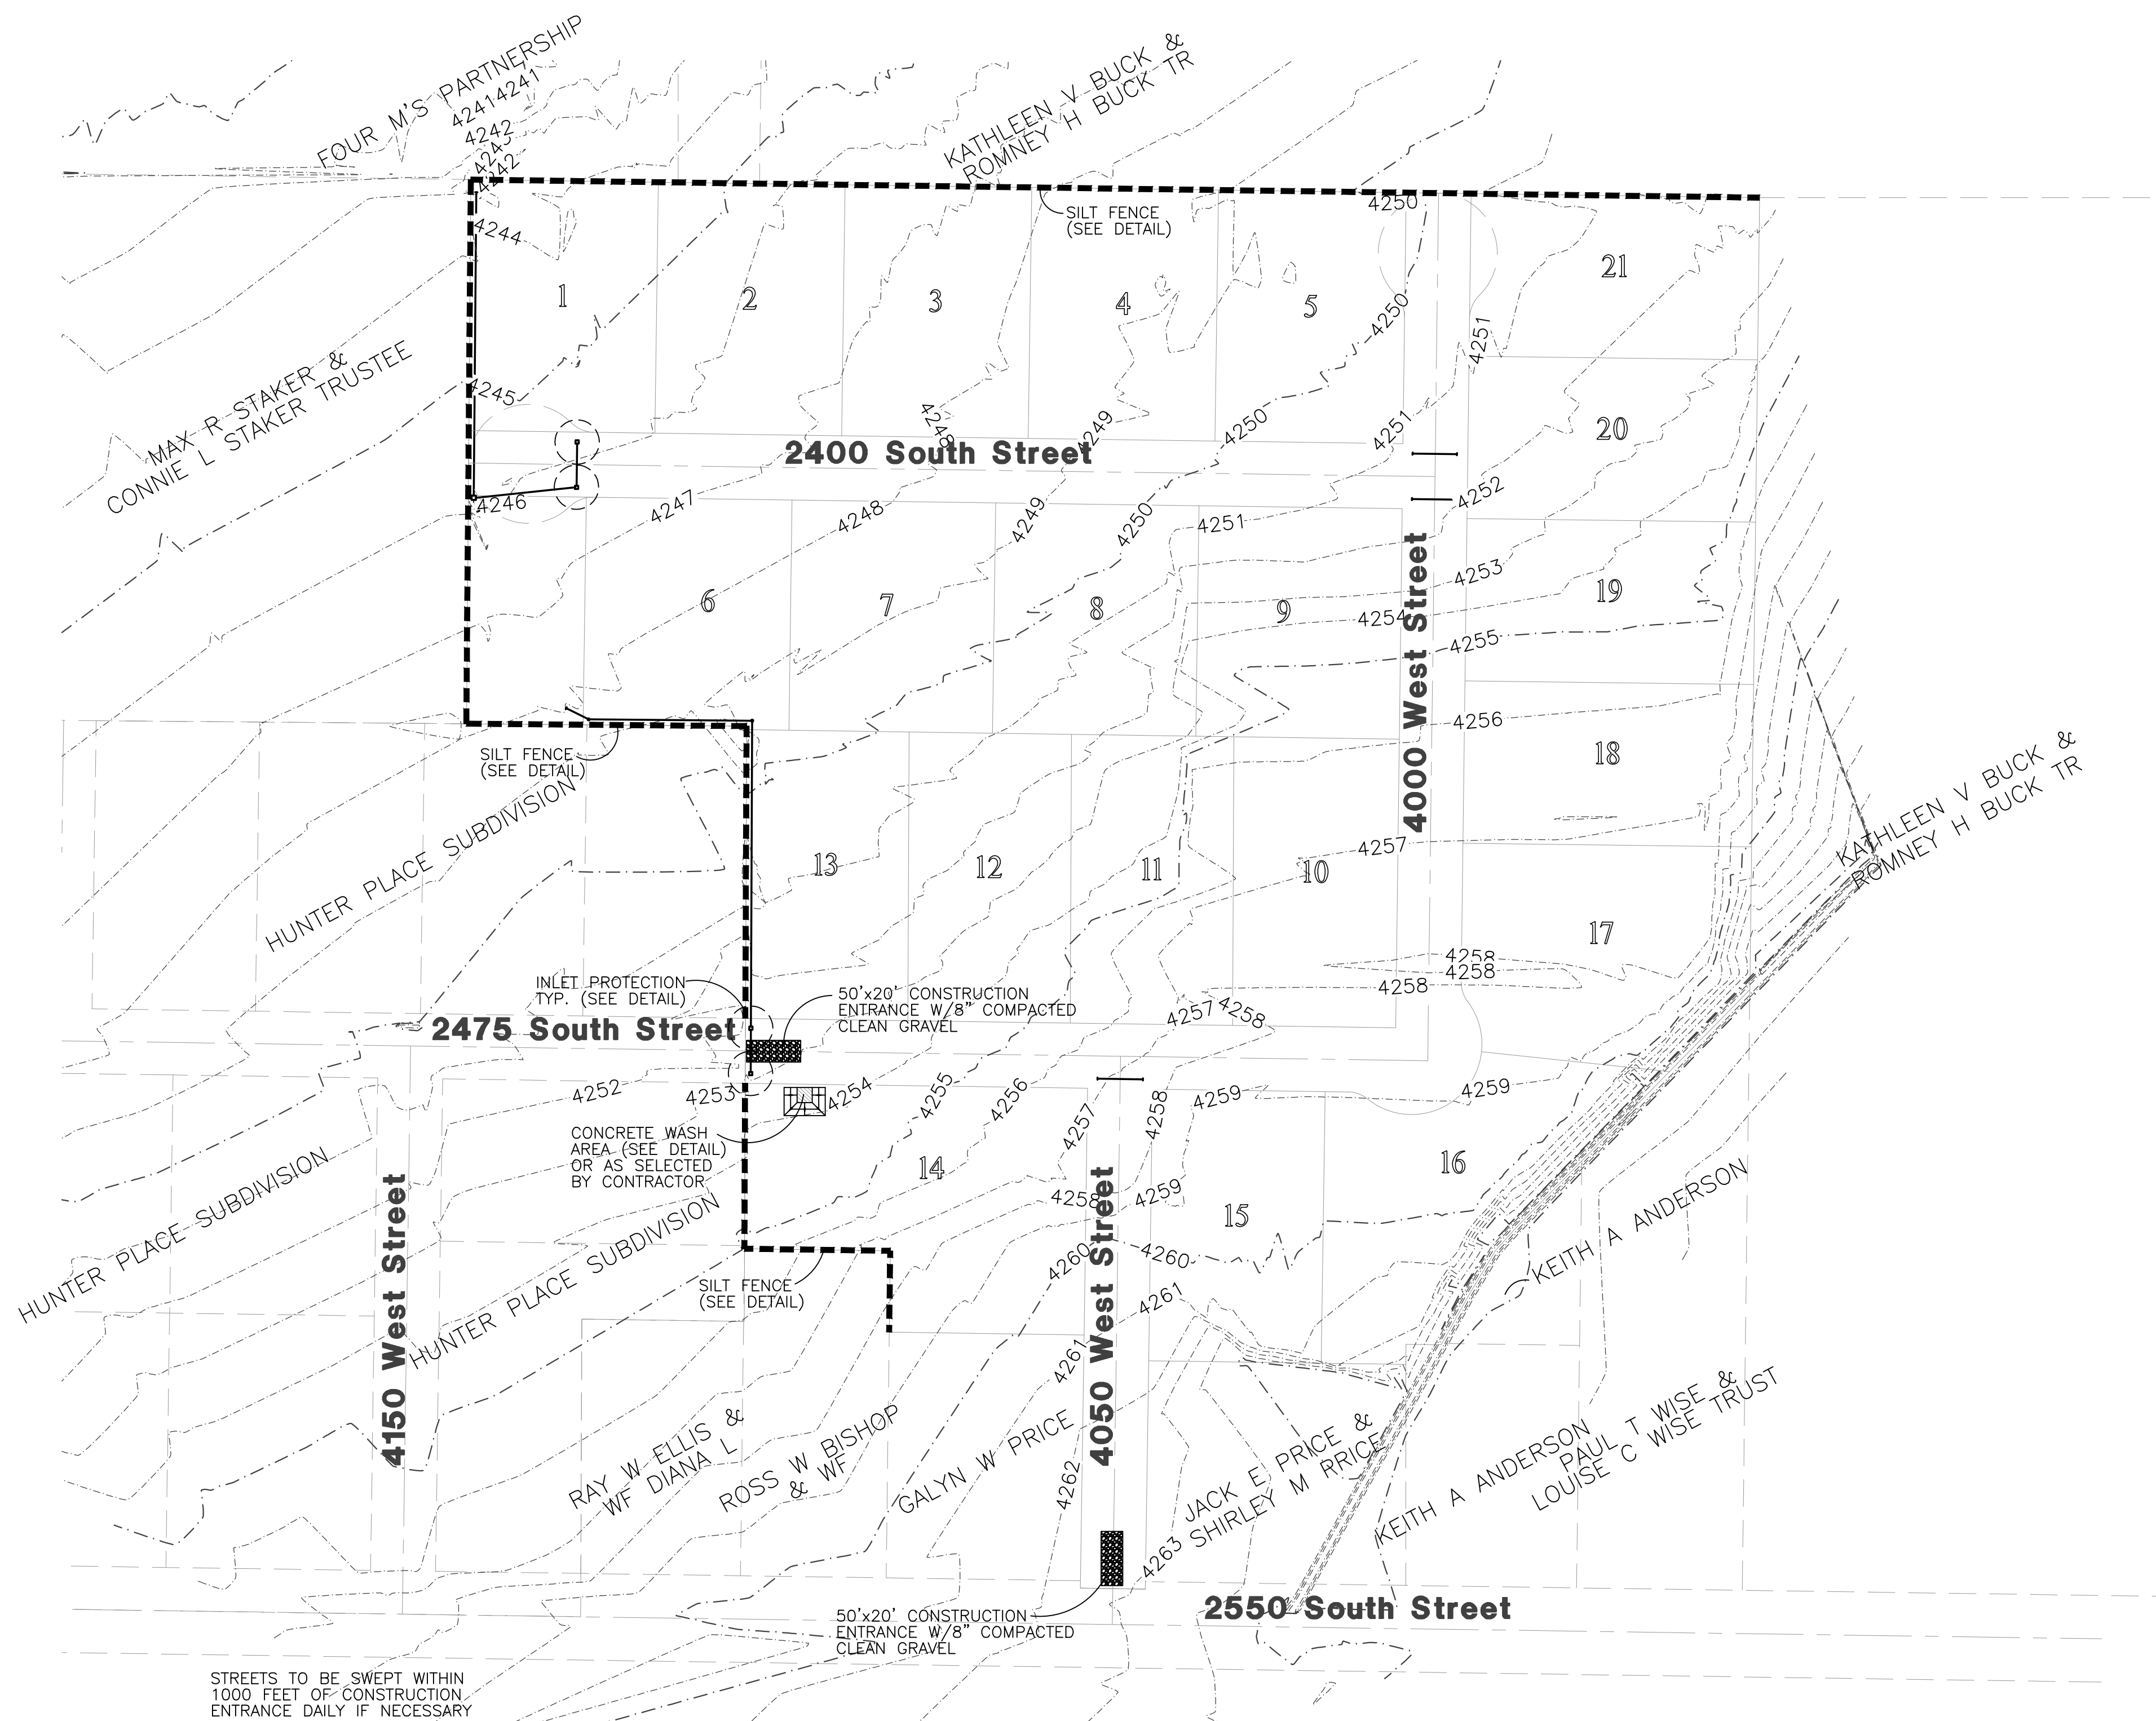 FOUR M'S PARTNERSHIP
4241
4241
4242
4243
4242
KATHLEEN V BUCK &
ROMNEY H BUCK TR
SILT FENCE
(SEE DETAIL)
4250
4244
1
2
3
4
5
21
4250
4251
MAX R STAKER &
CONNIE L STAKER TRUSTEE
4245
4248
4249
4250
4251
20
2400 South Street
4246
4247
4248
4249
4250
4251
4252
4000 West Street
4253
4254
4255
6
7
8
9
19
SILT FENCE
(SEE DETAIL)
4256
18
KATHLEEN V BUCK &
ROMNEY H BUCK TR
HUNTER PLACE SUBDIVISION
13
12
11
10
4257
17
4258
4258
4258
INLET PROTECTION
TYP. (SEE DETAIL)
50'x20' CONSTRUCTION
ENTRANCE W/8" COMPACTED
CLEAN GRAVEL
4257
4258
2475 South Street
4252
4253
4254
4255
4256
4257
4258
4259
4259
CONCRETE WASH
AREA (SEE DETAIL)
OR AS SELECTED
BY CONTRACTOR
14
16
15
4258
4259
HUNTER PLACE SUBDIVISION
4150 West Street
HUNTER PLACE SUBDIVISION
4050 West Street
4260
4260
SILT FENCE
(SEE DETAIL)
4261
4261
KEITH A ANDERSON
RAY W ELLIS &
WF DIANA L
ROSS W BISHOP
& WF
GALYN W PRICE
4262
JACK E PRICE &
SHIRLEY M RRICE
4263
KEITH A ANDERSON
PAUL T WISE &
LOUISE C WISE TRUST
2550 South Street
50'x20' CONSTRUCTION
ENTRANCE W/8" COMPACTED
CLEAN GRAVEL
STREETS TO BE SWEPT WITHIN
1000 FEET OF CONSTRUCTION
ENTRANCE DAILY IF NECESSARY